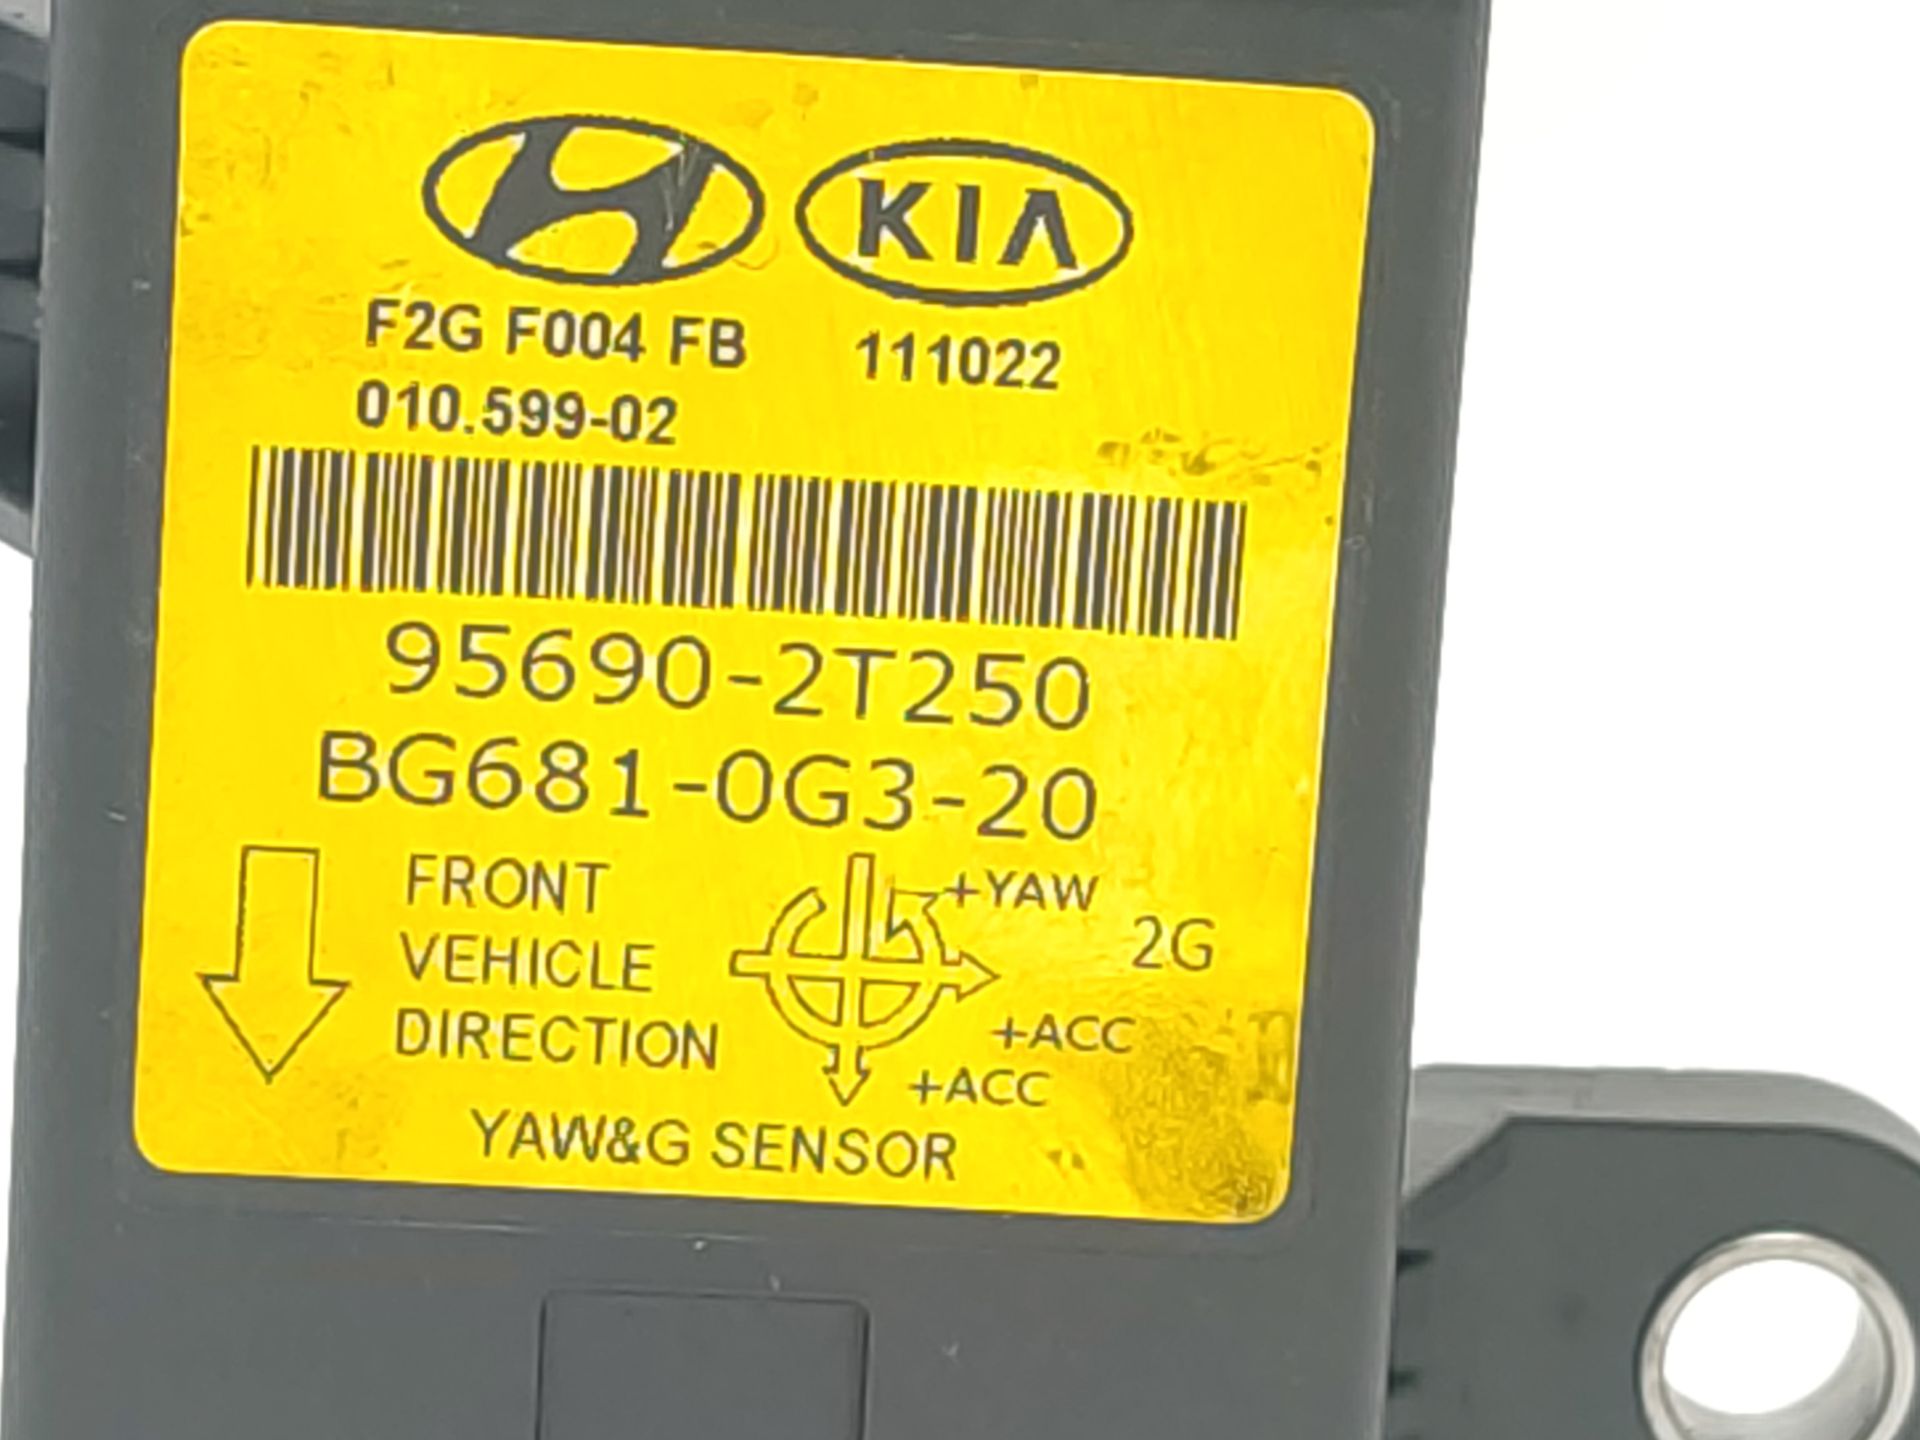 KIA
F2G F004 FB 111022
010.599-02
95690-2T250
BG681-0G3-20
FRONT
VEHICLE
DIRECTION
+YAW
2G
+ACC
+ACC
YAW&G SENSOR